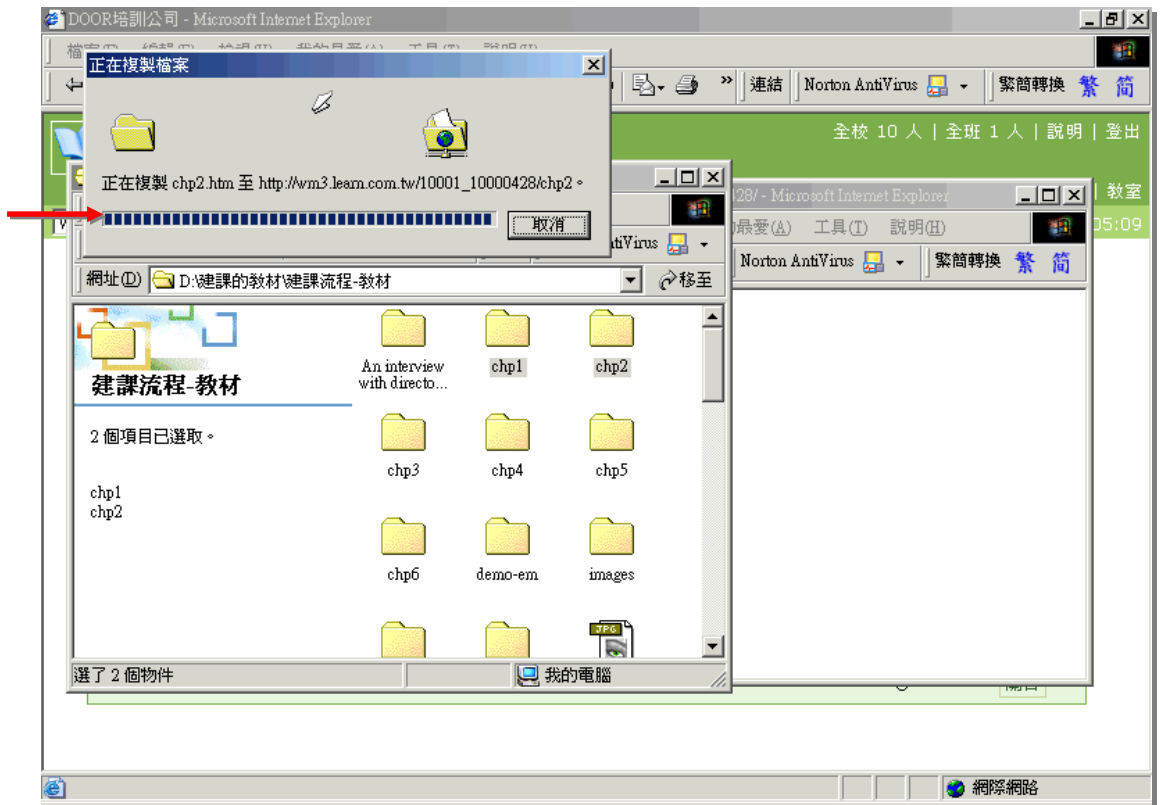 DOOR培訓公司 - Microsoft Internet Explorer
正在複製檔案
» 連結 Norton AntiVirus 繁簡轉換 繁 简
全校 10 人 | 全班 1 人 | 說明 | 登出
正在複製 chp2.htm 至 http://wm3.learn.com.tw/10001_10000428/chp2。
取消
428/ - Microsoft Internet Explorer
| 教室
的最愛(A) 工具(T) 說明(H)
05:09
ntiVirus
Norton AntiVirus 繁簡轉換 繁 简
網址(D) D:\建課的教材\建課流程-教材 移至
建課流程-教材
An interview with directo...
chp1
chp2
2 個項目已選取。
chp1
chp2
chp3
chp4
chp5
chp6
demo-em
images
JPG
選了 2 個物件
我的電腦
網際網路